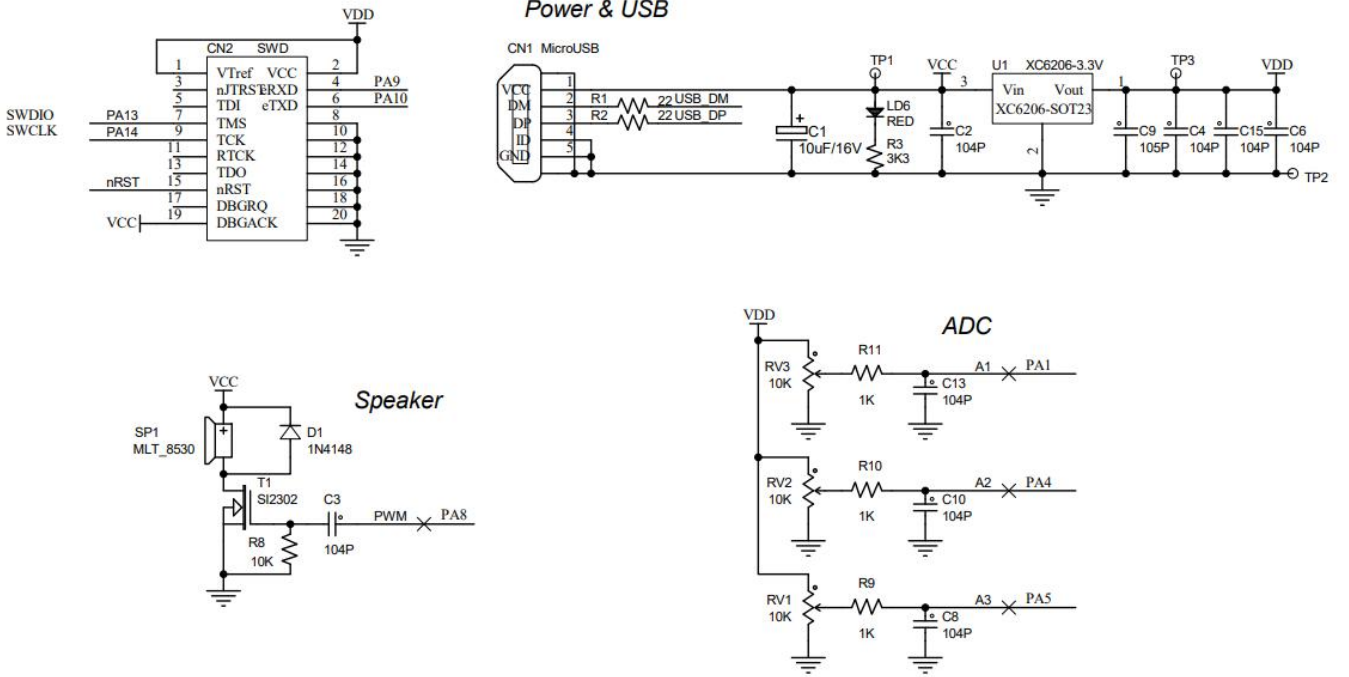 Power & USB
VDD
CN2 SWD
1 VTref VCC 2
3 nJTRST eRXD 4 PA9
5 TDI eTXD 6 PA10
SWDIO PA13 7 TMS 8
SWCLK PA14 9 TCK 10
11 RTCK 12
13 TDO 14
nRST 15 nRST 16
17 DBGRQ 18
VCC 19 DBGACK 20
CN1 MicroUSB
VCC 1
DM 2 R1 22 USB_DM
DP 3 R2 22 USB_DP
ID 4
GND 5
C1
10uF/16V
TP1
LD6
RED
R3
3K3
VCC
C2
104P
U1 XC6206-3.3V
3 Vin Vout 1
XC6206-SOT23
2
TP3
VDD
C9
105P
C4
104P
C15
104P
C6
104P
TP2
Speaker
VCC
SP1
MLT_8530
D1
1N4148
T1
SI2302
C3
104P
PWM PA8
R8
10K
ADC
VDD
RV3
10K
R11
1K
A1 PA1
C13
104P
RV2
10K
R10
1K
A2 PA4
C10
104P
RV1
10K
R9
1K
A3 PA5
C8
104P